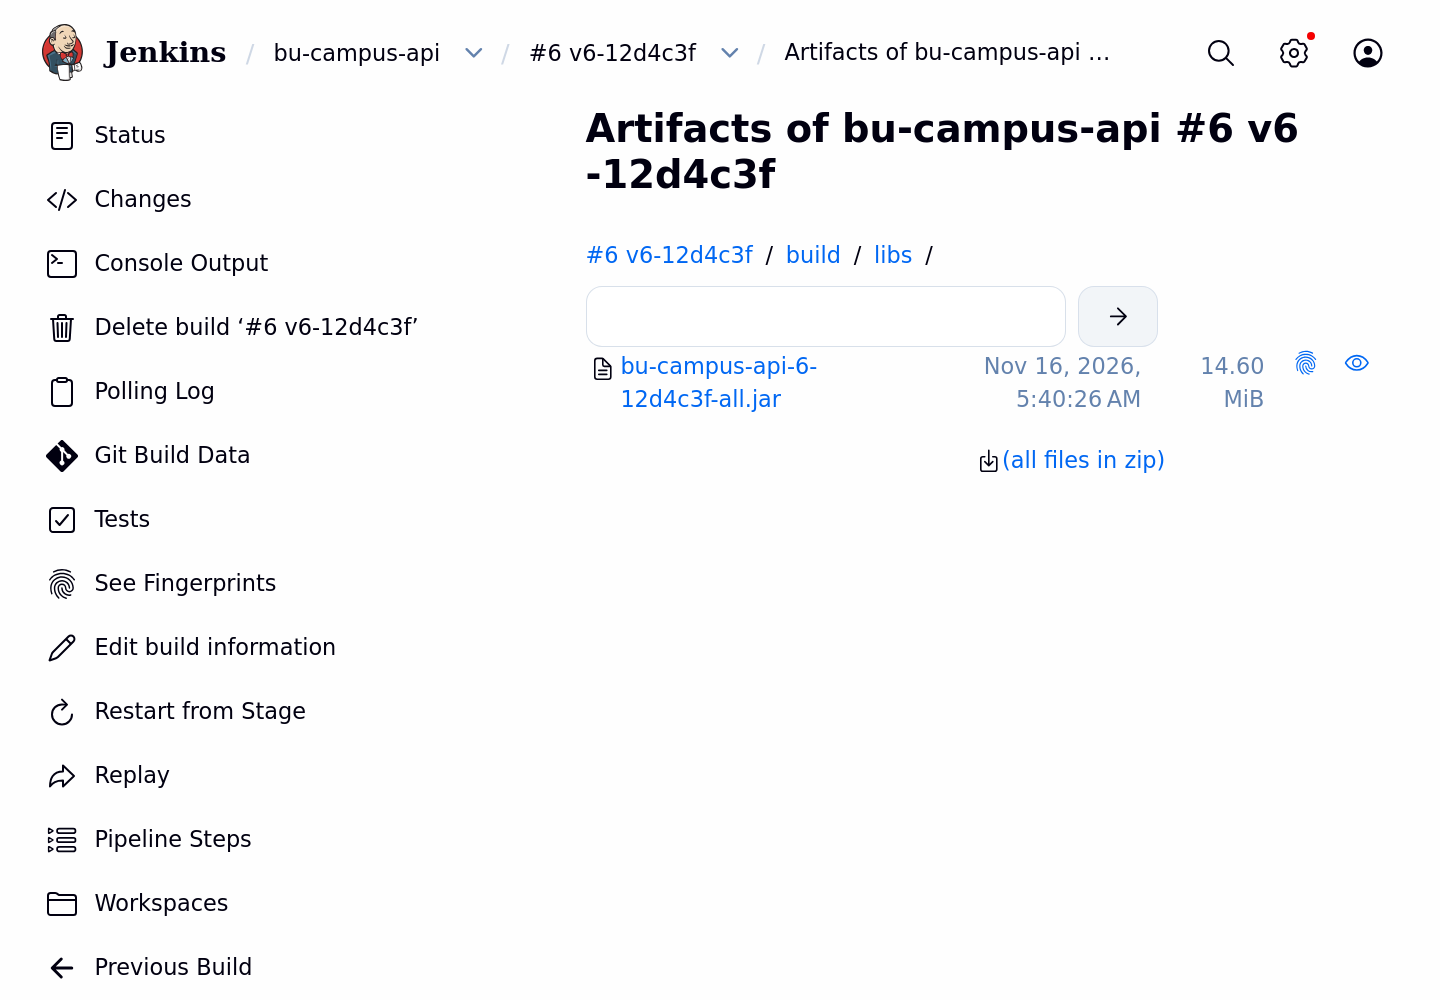 Jenkins / bu-campus-api / #6 v6-12d4c3f / Artifacts of bu-campus-api ...
Status
Changes
Console Output
Delete build ‘#6 v6-12d4c3f’
Polling Log
Git Build Data
Tests
See Fingerprints
Edit build information
Restart from Stage
Replay
Pipeline Steps
Workspaces
Previous Build
Artifacts of bu-campus-api #6 v6
-12d4c3f
#6 v6-12d4c3f / build / libs /
bu-campus-api-6- Nov 16, 2026, 14.60
12d4c3f-all.jar 5:40:26 AM MiB
(all files in zip)